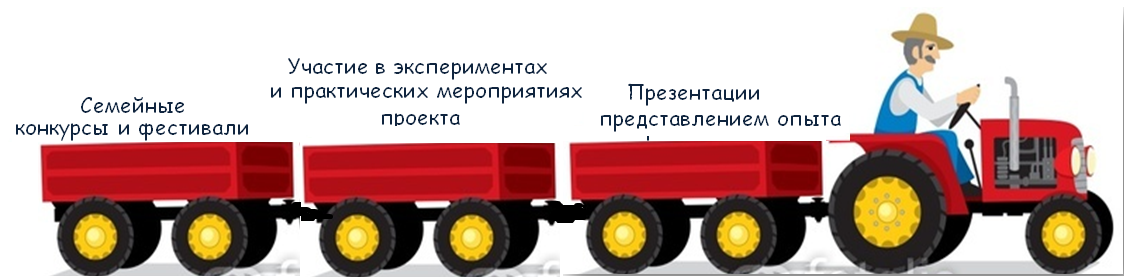 Семейные
конкурсы и фестивали
Участие в экспериментах
и практических мероприятиях
проекта
Презентации
представлением опыта